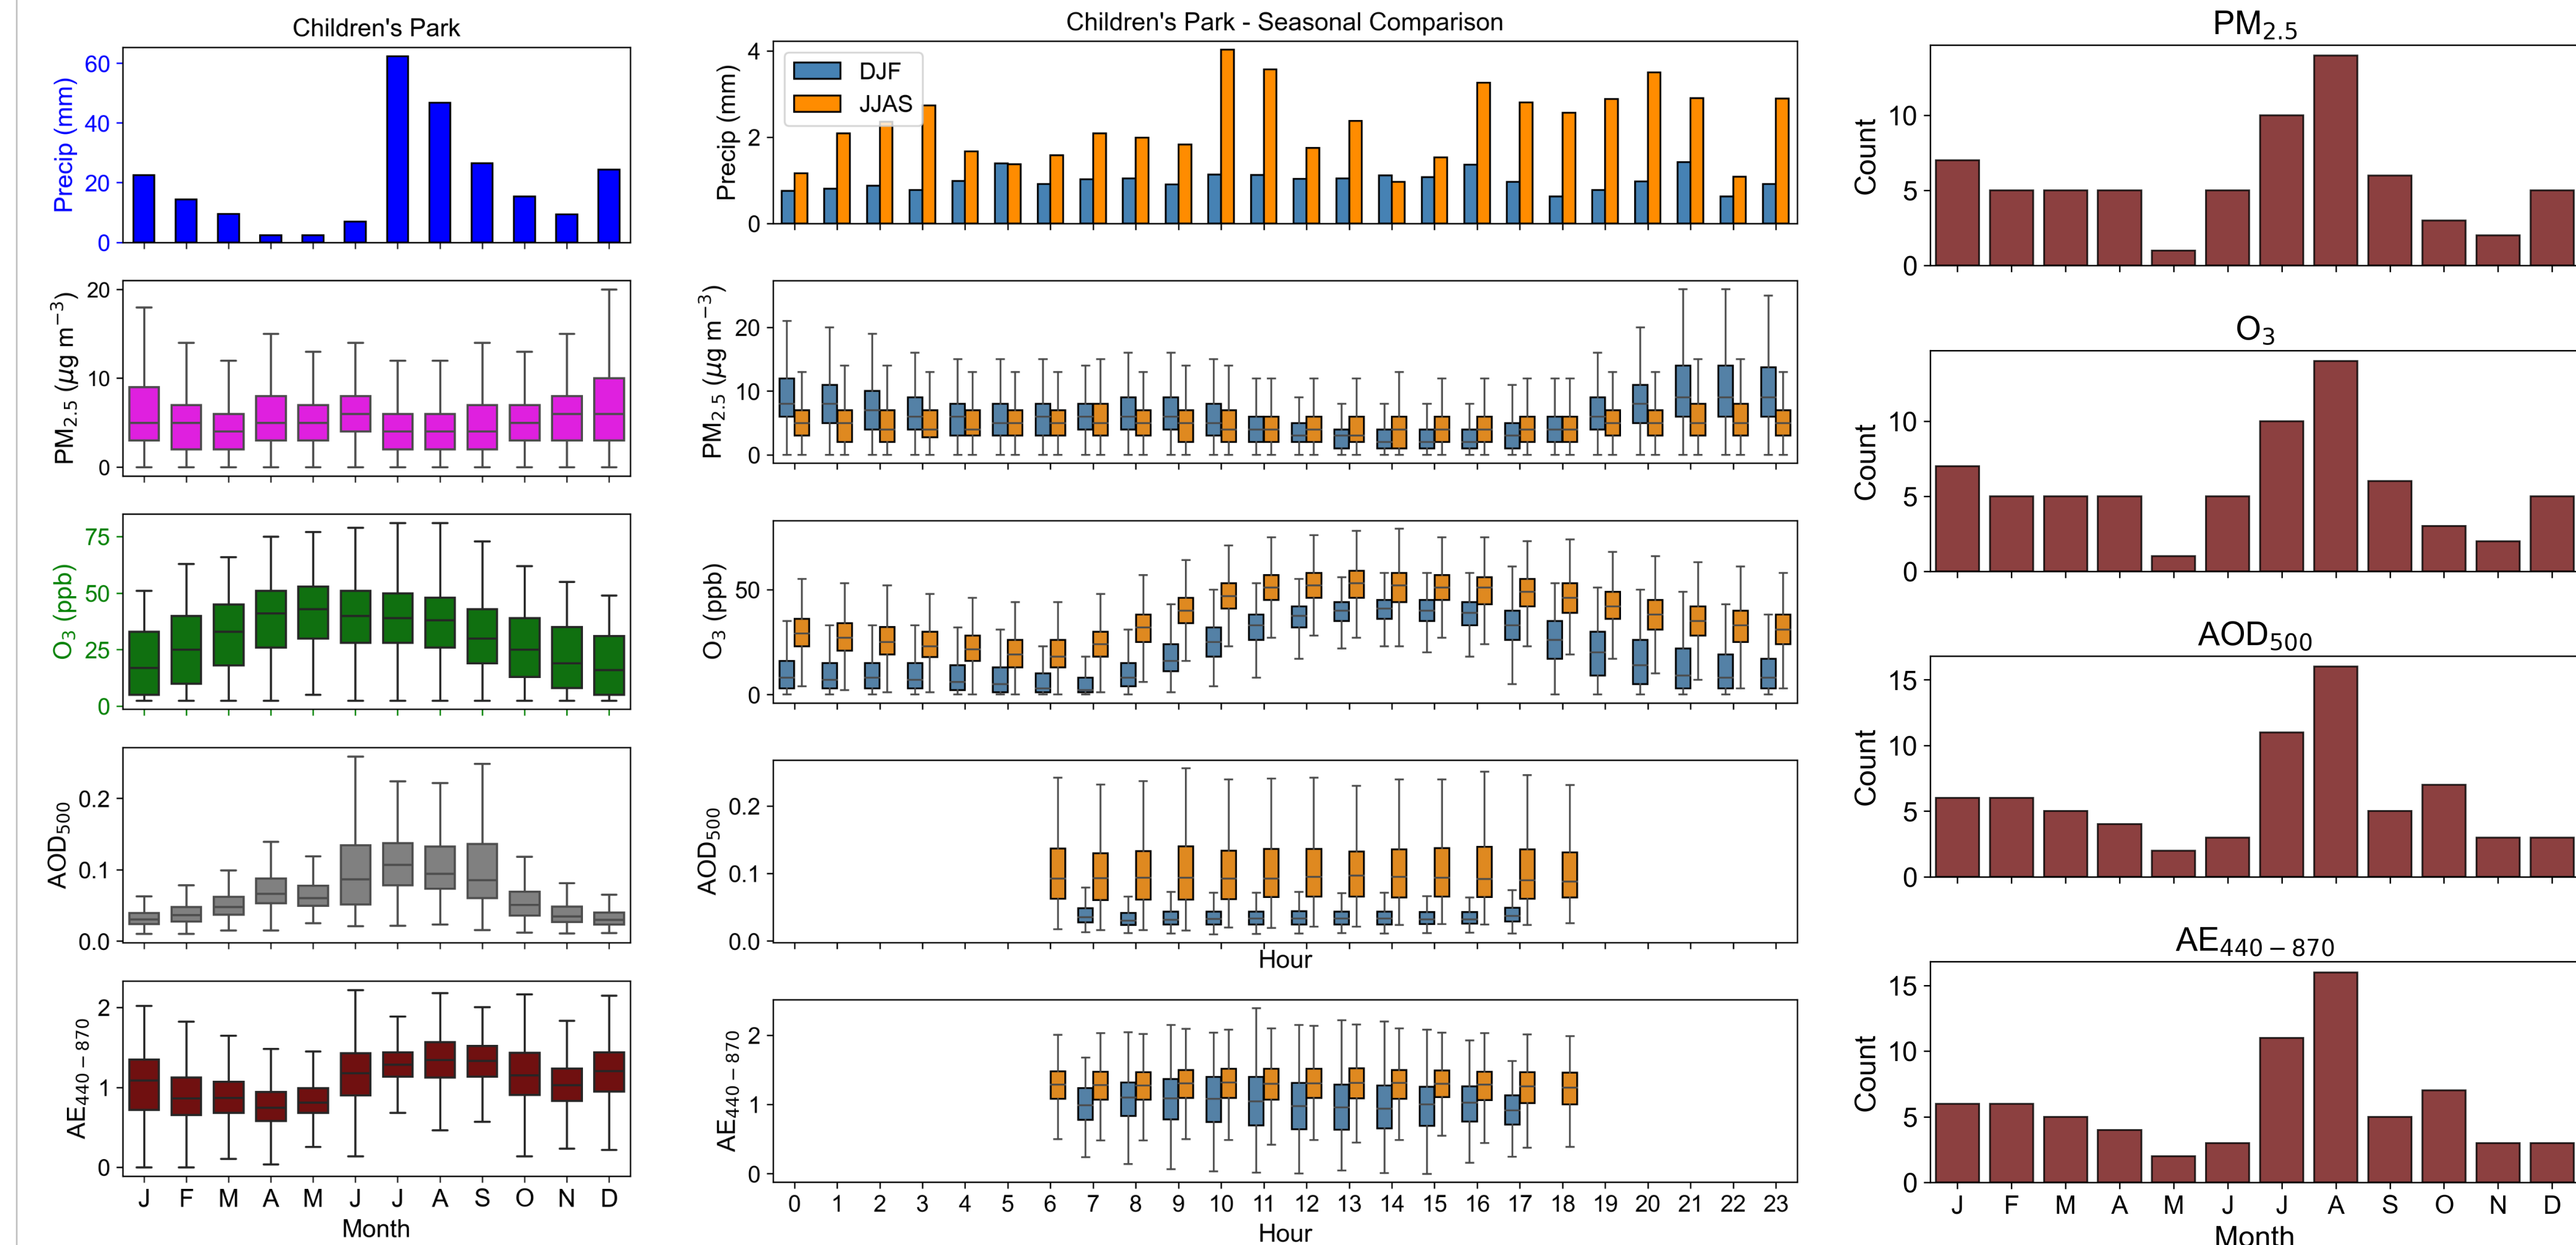 Children's Park
Precip (mm)
60
40
20
0
PM2.5 (µg m−3)
20
10
0
O3 (ppb)
75
50
25
0
AOD500
0.2
0.1
0.0
AE440 − 870
2
1
0
J F M A M J J A S O N D
Month
Children's Park - Seasonal Comparison
DJF
JJAS
Precip (mm)
4
2
0
PM2.5 (µg m−3)
20
10
0
O3 (ppb)
50
0
AOD500
0.2
0.1
0.0
Hour
AE440 − 870
2
1
0
0 1 2 3 4 5 6 7 8 9 10 11 12 13 14 15 16 17 18 19 20 21 22 23
Hour
PM2.5
Count
10
5
0
O3
Count
10
5
0
AOD500
Count
15
10
5
0
AE440 − 870
Count
15
10
5
0
J F M A M J J A S O N D
Month